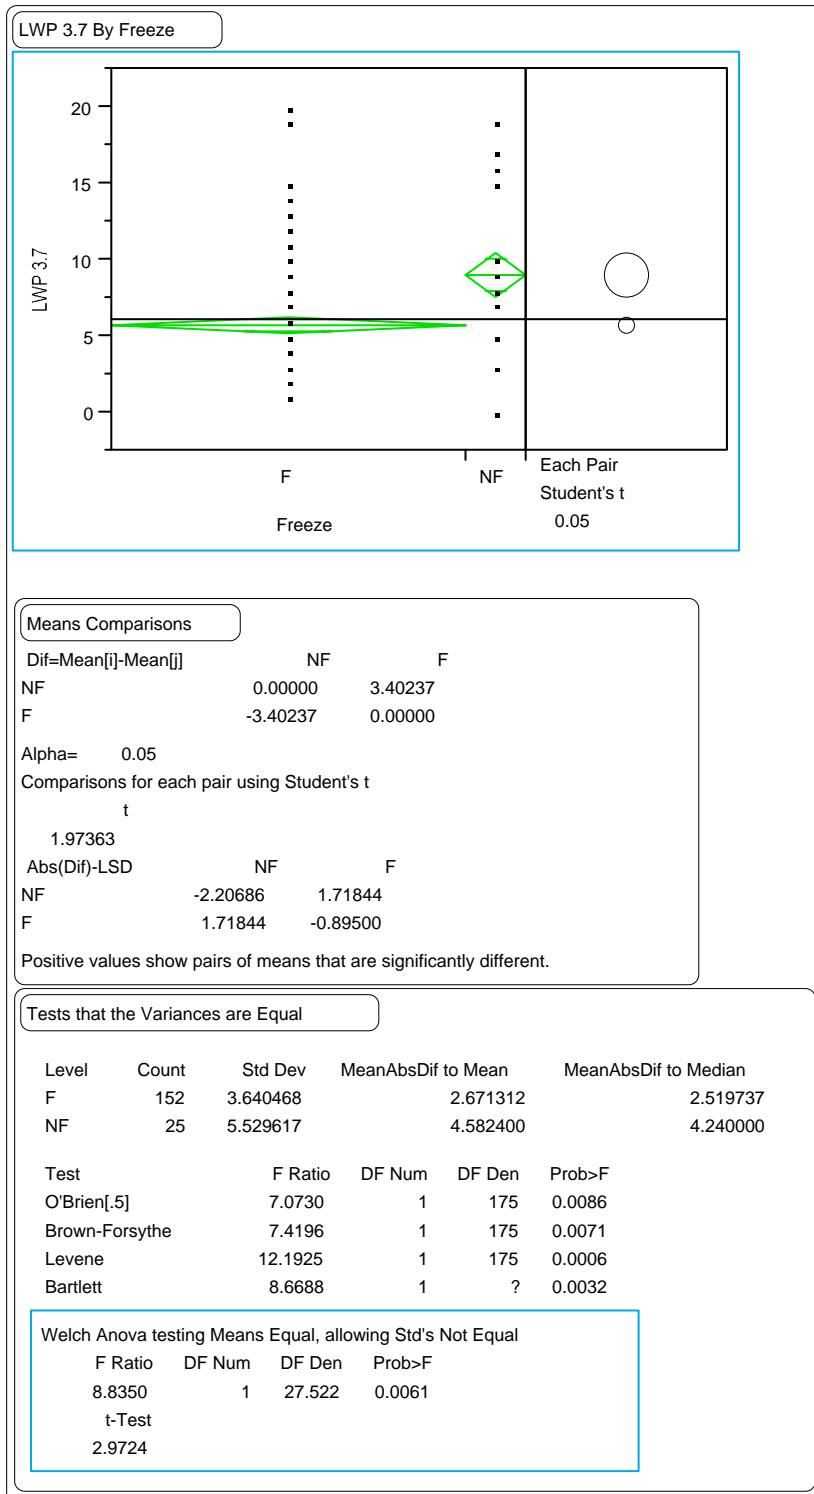 LWP 3.7 By Freeze
20
15
10
5
0
LWP 3.7
F
NF
Freeze
Each Pair
Student's t
0.05
Means Comparisons
Dif=Mean[i]-Mean[j] NF F
NF 0.00000 3.40237
F -3.40237 0.00000
Alpha= 0.05
Comparisons for each pair using Student's t
t
1.97363
Abs(Dif)-LSD NF F
NF -2.20686 1.71844
F 1.71844 -0.89500
Positive values show pairs of means that are significantly different.
Tests that the Variances are Equal
Level Count Std Dev MeanAbsDif to Mean MeanAbsDif to Median
F 152 3.640468 2.671312 2.519737
NF 25 5.529617 4.582400 4.240000
Test F Ratio DF Num DF Den Prob>F
O'Brien[.5] 7.0730 1 175 0.0086
Brown-Forsythe 7.4196 1 175 0.0071
Levene 12.1925 1 175 0.0006
Bartlett 8.6688 1 ? 0.0032
Welch Anova testing Means Equal, allowing Std's Not Equal
F Ratio DF Num DF Den Prob>F
8.8350 1 27.522 0.0061
t-Test
2.9724